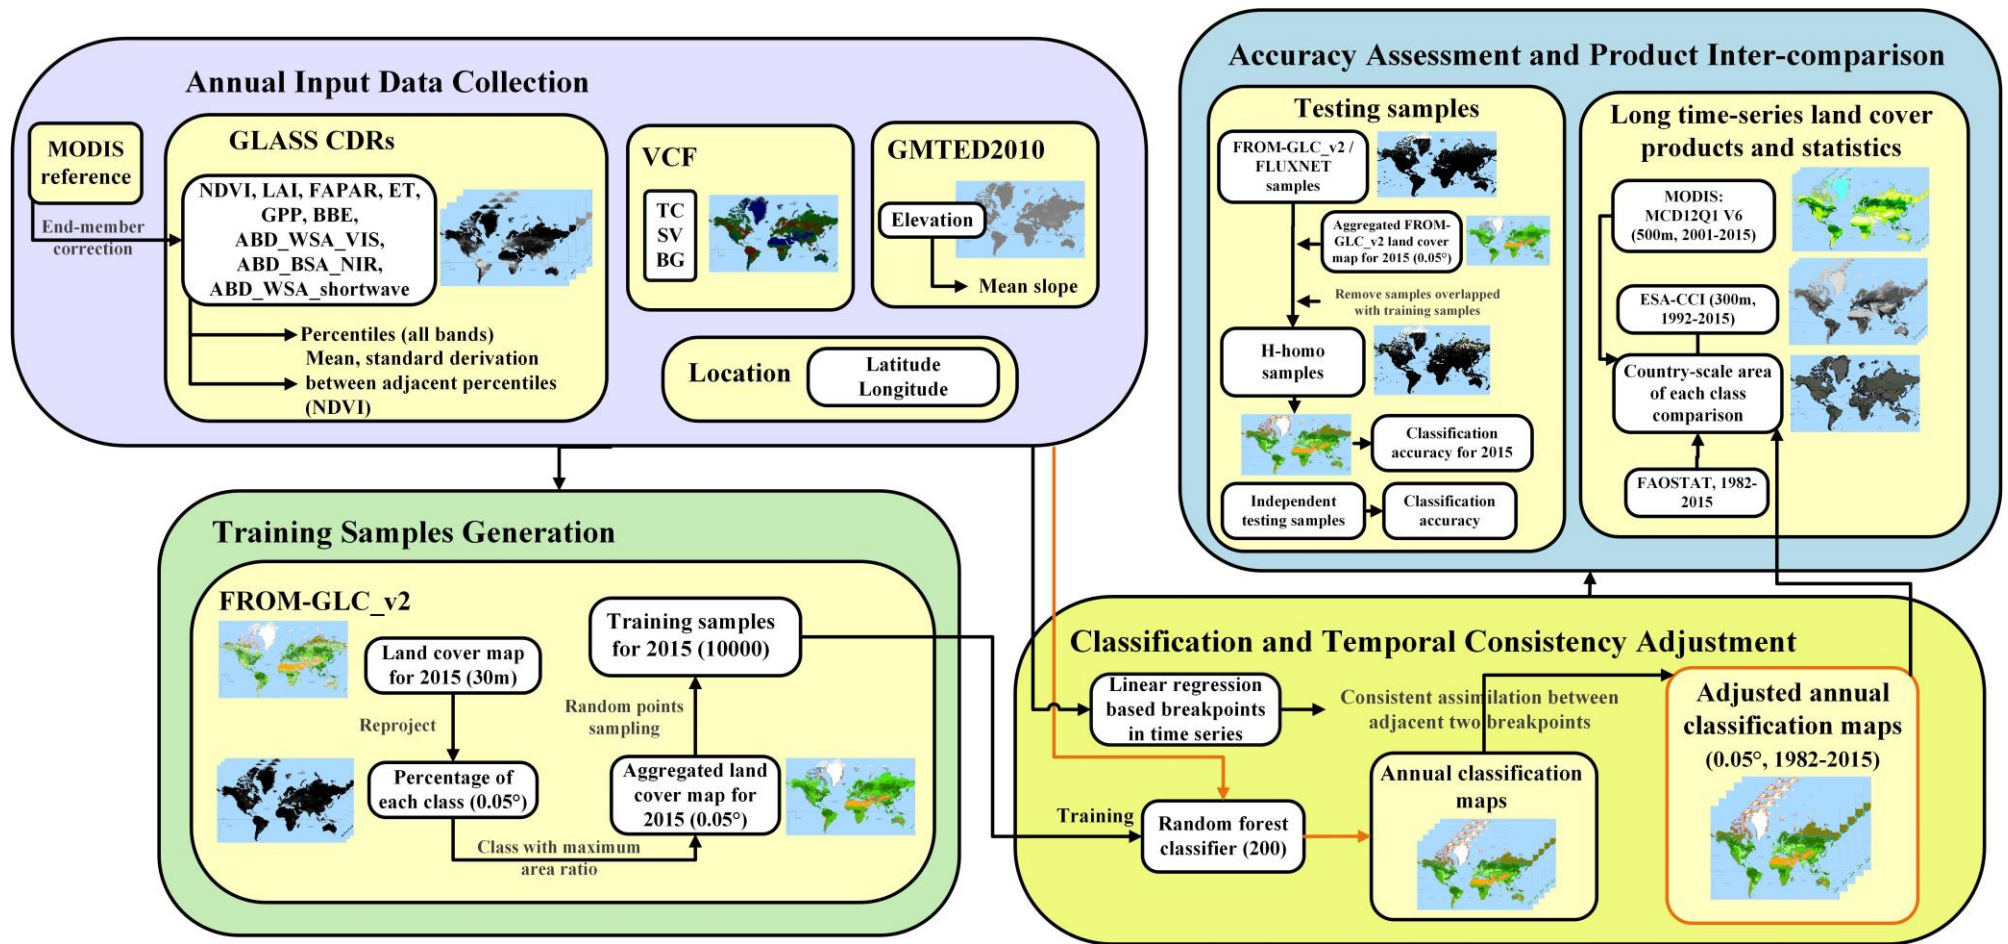 Annual Input Data Collection
MODIS
reference
End-member
correction
GLASS CDRs
NDVI, LAI, FAPAR, ET,
GPP, BBE,
ABD_WSA_VIS,
ABD_BSA_NIR,
ABD_WSA_shortwave
Percentiles (all bands)
Mean, standard derivation
between adjacent percentiles
(NDVI)
VCF
TC
SV
BG
GMTED2010
Elevation
Mean slope
Location
Latitude
Longitude
Training Samples Generation
FROM-GLC_v2
Land cover map
for 2015 (30m)
Reproject
Percentage of
each class (0.05°)
Class with maximum
area ratio
Aggregated land
cover map for
2015 (0.05°)
Random points
sampling
Training samples
for 2015 (10000)
Accuracy Assessment and Product Inter-comparison
Testing samples
FROM-GLC_v2 /
FLUXNET
samples
Aggregated FROM-
GLC_v2 land cover
map for 2015 (0.05°)
Remove samples overlapped
with training samples
H-homo
samples
Classification
accuracy for 2015
Independent
testing samples
Classification
accuracy
Long time-series land cover
products and statistics
MODIS:
MCD12Q1 V6
(500m, 2001-2015)
ESA-CCI (300m,
1992-2015)
Country-scale area
of each class
comparison
FAOSTAT, 1982-
2015
Classification and Temporal Consistency Adjustment
Linear regression
based breakpoints
in time series
Consistent assimilation between
adjacent two breakpoints
Training
Random forest
classifier (200)
Annual classification
maps
Adjusted annual
classification maps
(0.05°, 1982-2015)